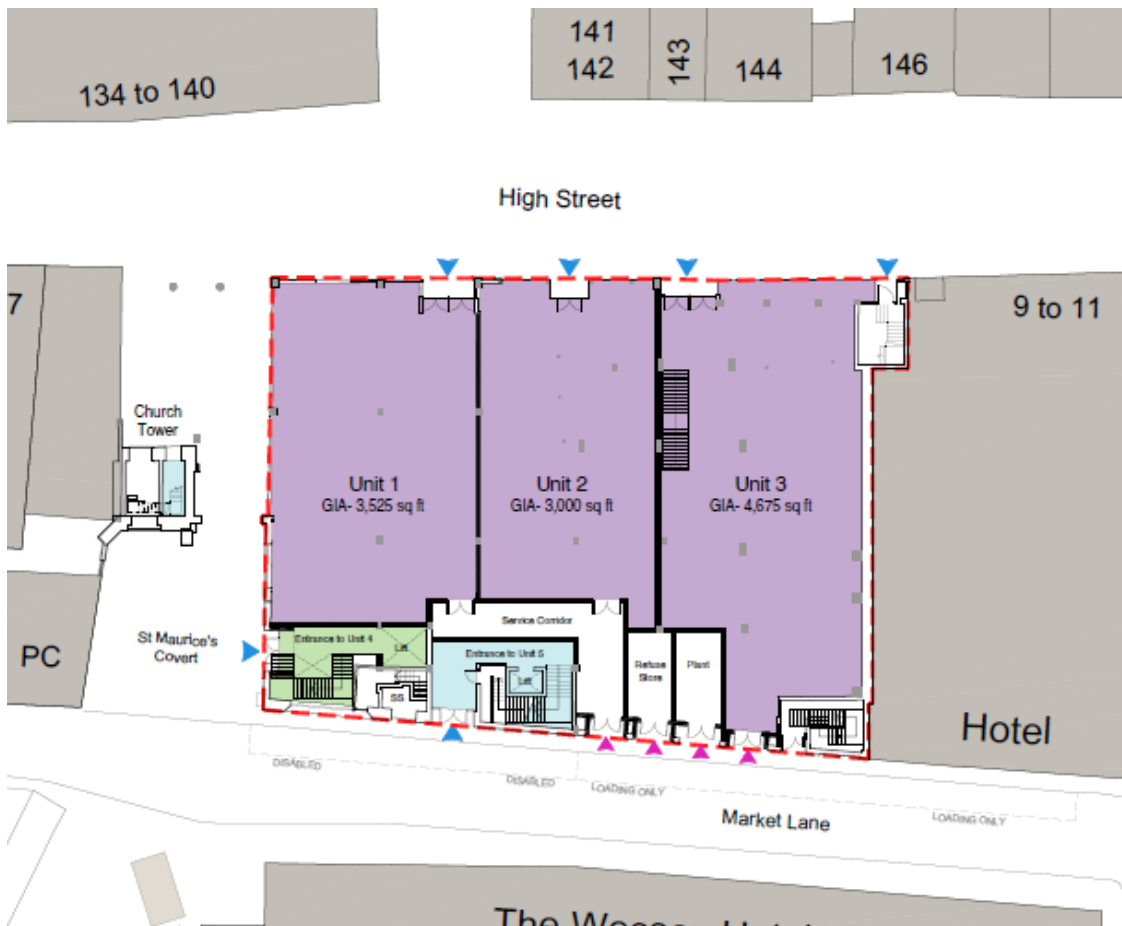 134 to 140
141
142
143
144
146
High Street
7
9 to 11
Church
Tower
Unit 1
GIA- 3,525 sq ft
Unit 2
GIA- 3,000 sq ft
Unit 3
GIA- 4,675 sq ft
Service Corridor
St Maurice's
Covert
PC
Entrance to Unit 4
Lift
SS
Entrance to Unit 5
Lift
Refuse
Store
Plant
Hotel
DISABLED
DISABLED
LOADING ONLY
Market Lane
LOADING ONLY
The